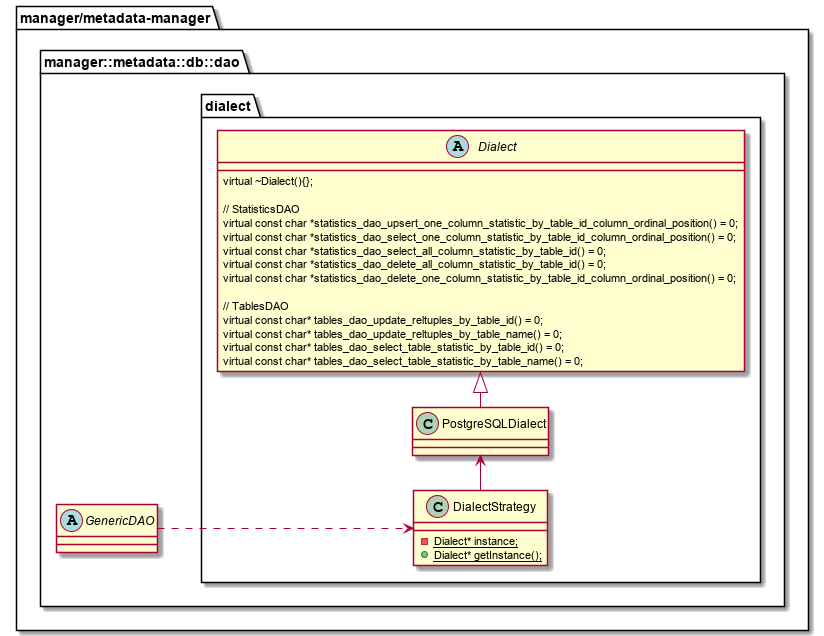 manager/metadata-manager
manager::metadata::db::dao
dialect
A Dialect
virtual ~Dialect(){};
// StatisticsDAO
virtual const char *statistics_dao_upsert_one_column_statistic_by_table_id_column_ordinal_position() = 0;
virtual const char *statistics_dao_select_one_column_statistic_by_table_id_column_ordinal_position() = 0;
virtual const char *statistics_dao_select_all_column_statistic_by_table_id() = 0;
virtual const char *statistics_dao_delete_all_column_statistic_by_table_id() = 0;
virtual const char *statistics_dao_delete_one_column_statistic_by_table_id_column_ordinal_position() = 0;
// TablesDAO
virtual const char* tables_dao_update_reltuples_by_table_id() = 0;
virtual const char* tables_dao_update_reltuples_by_table_name() = 0;
virtual const char* tables_dao_select_table_statistic_by_table_id() = 0;
virtual const char* tables_dao_select_table_statistic_by_table_name() = 0;
C PostgreSQLDialect
A GenericDAO
C DialectStrategy
Dialect* instance;
Dialect* getInstance();